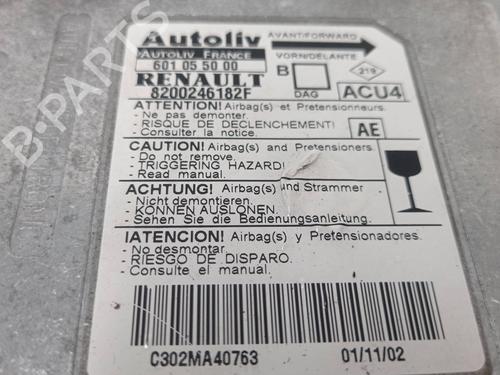 Autoliv
AVANT/FORWARD
AUTOLIV FRANCE
VORN/DELANTE
601 05 50 00
RENAULT
B
219
8200246182F
DAG
ACU4
ATTENTION! Airbag(s) et Pretensionneurs.
- Ne pas demonter.
- RISQUE DE DECLENCHEMENT!
- Consulter la notice.
AE
CAUTION! Airbag(s) and Pretensioners.
- Do not remove.
- TRIGGERING HAZARD!
- Read manual.
ACHTUNG! Airbag(s) und Strammer
- Nicht demontieren.
- KONNEN AUSLONEN.
- Sehen Sie die Bedienungsanleitung.
IATENCION! Airbag(s) y Pretensionadores.
- No desmontar.
- RIESGO DE DISPARO.
- Consulte el manual.
C302MA40763
01/11/02
B-PARTS